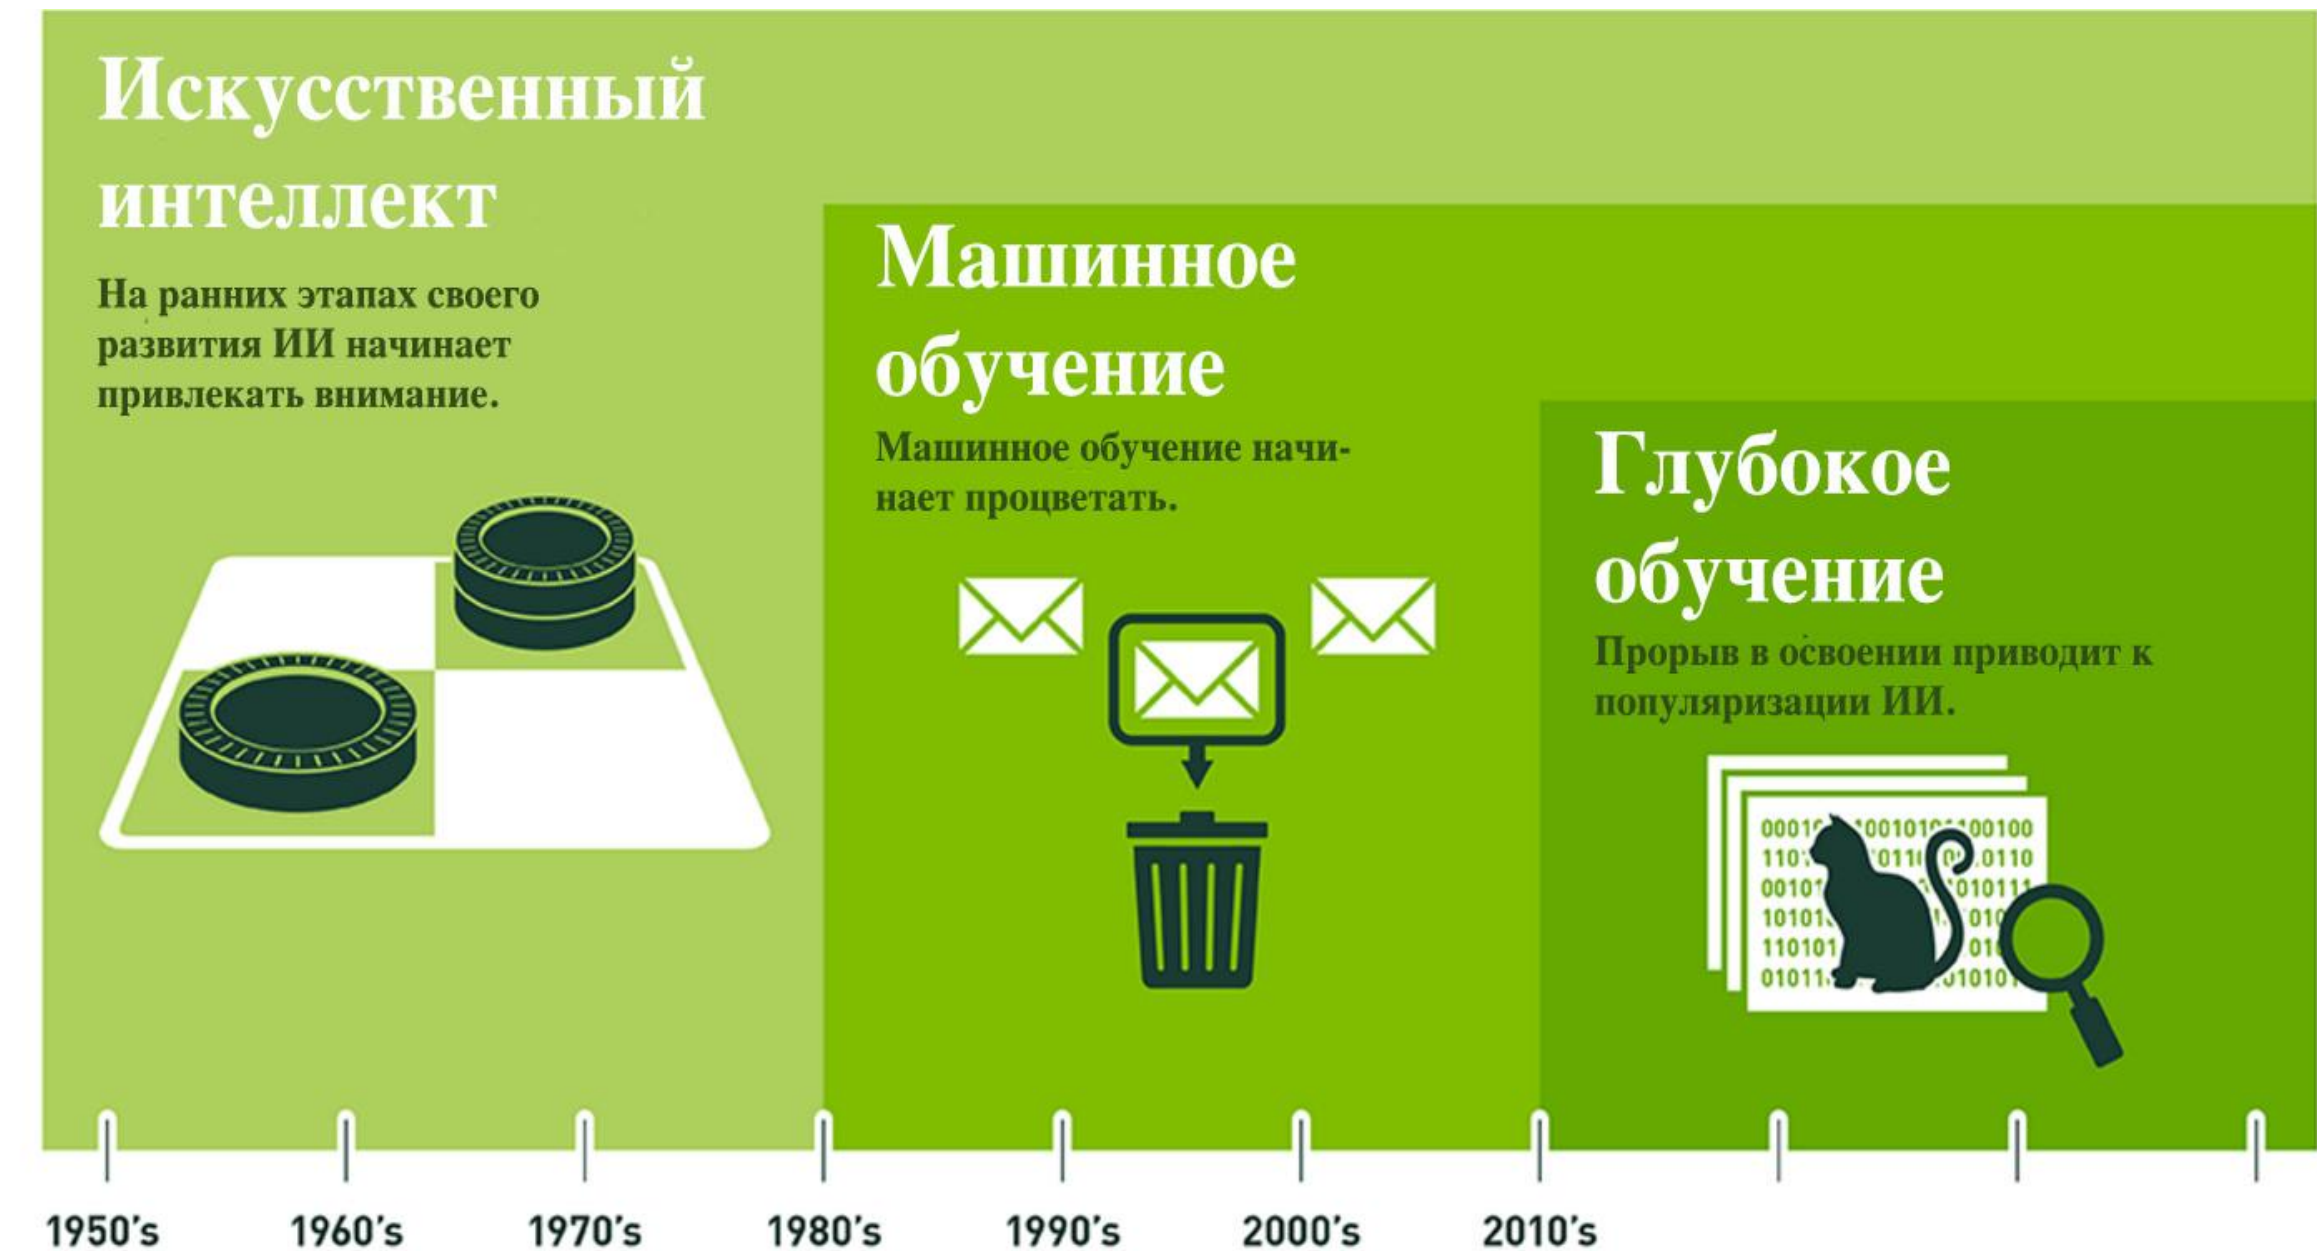 Искусственный
интеллект
На ранних этапах своего
развития ИИ начинает
привлекать внимание.
Машинное
обучение
Машинное обучение начи-
нает процветать.
Глубокое
обучение
Прорыв в освоении приводит к
популяризации ИИ.
1950's 1960's 1970's 1980's 1990's 2000's 2010's